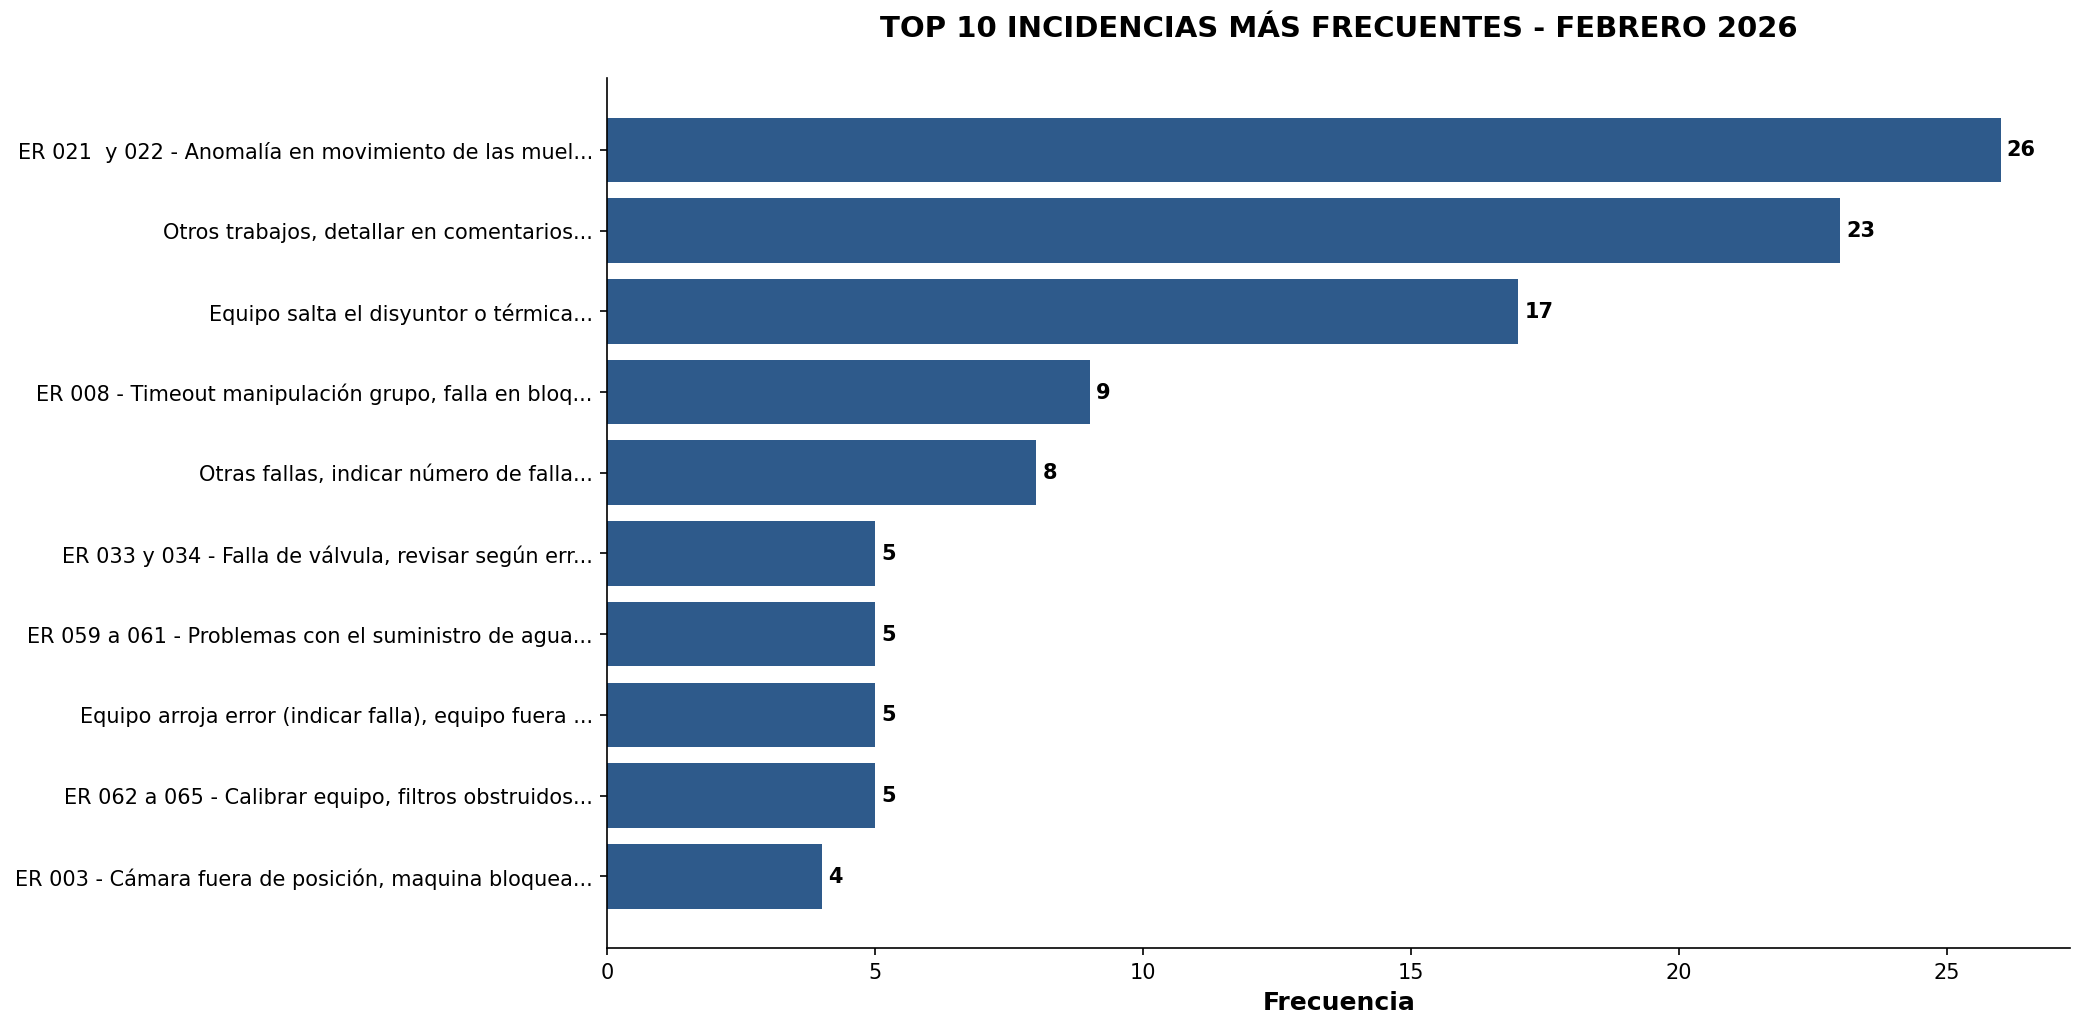 TOP 10 INCIDENCIAS MÁS FRECUENTES - FEBRERO 2026
ER 021  y 022 - Anomalía en movimiento de las muel... 26
Otros trabajos, detallar en comentarios... 23
Equipo salta el disyuntor o térmica... 17
ER 008 - Timeout manipulación grupo, falla en bloq... 9
Otras fallas, indicar número de falla... 8
ER 033 y 034 - Falla de válvula, revisar según err... 5
ER 059 a 061 - Problemas con el suministro de agua... 5
Equipo arroja error (indicar falla), equipo fuera ... 5
ER 062 a 065 - Calibrar equipo, filtros obstruidos... 5
ER 003 - Cámara fuera de posición, maquina bloquea... 4
0 5 10 15 20 25
Frecuencia